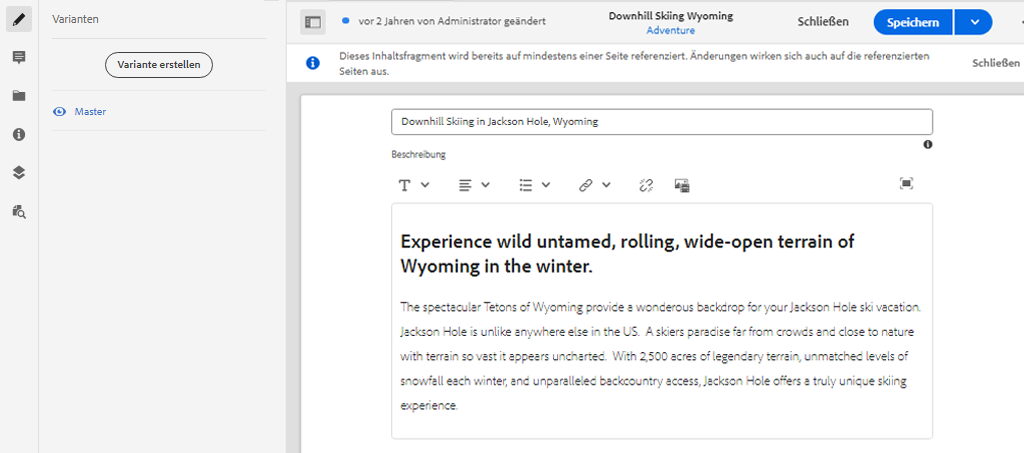 Varianten
Variante erstellen
Master
vor 2 Jahren von Administrator geändert
Downhill Skiing Wyoming
Adventure
Schließen
Speichern
Dieses Inhaltsfragment wird bereits auf mindestens einer Seite referenziert. Änderungen wirken sich auch auf die referenzierten
Seiten aus.
Schließen
Downhill Skiing in Jackson Hole, Wyoming
Beschreibung
Experience wild untamed, rolling, wide-open terrain of
Wyoming in the winter.
The spectacular Tetons of Wyoming provide a wonderous backdrop for your Jackson Hole ski vacation.
Jackson Hole is unlike anywhere else in the US.  A skiers paradise far from crowds and close to nature
with terrain so vast it appears uncharted.  With 2,500 acres of legendary terrain, unmatched levels of
snowfall each winter, and unparalleled backcountry access, Jackson Hole offers a truly unique skiing
experience.